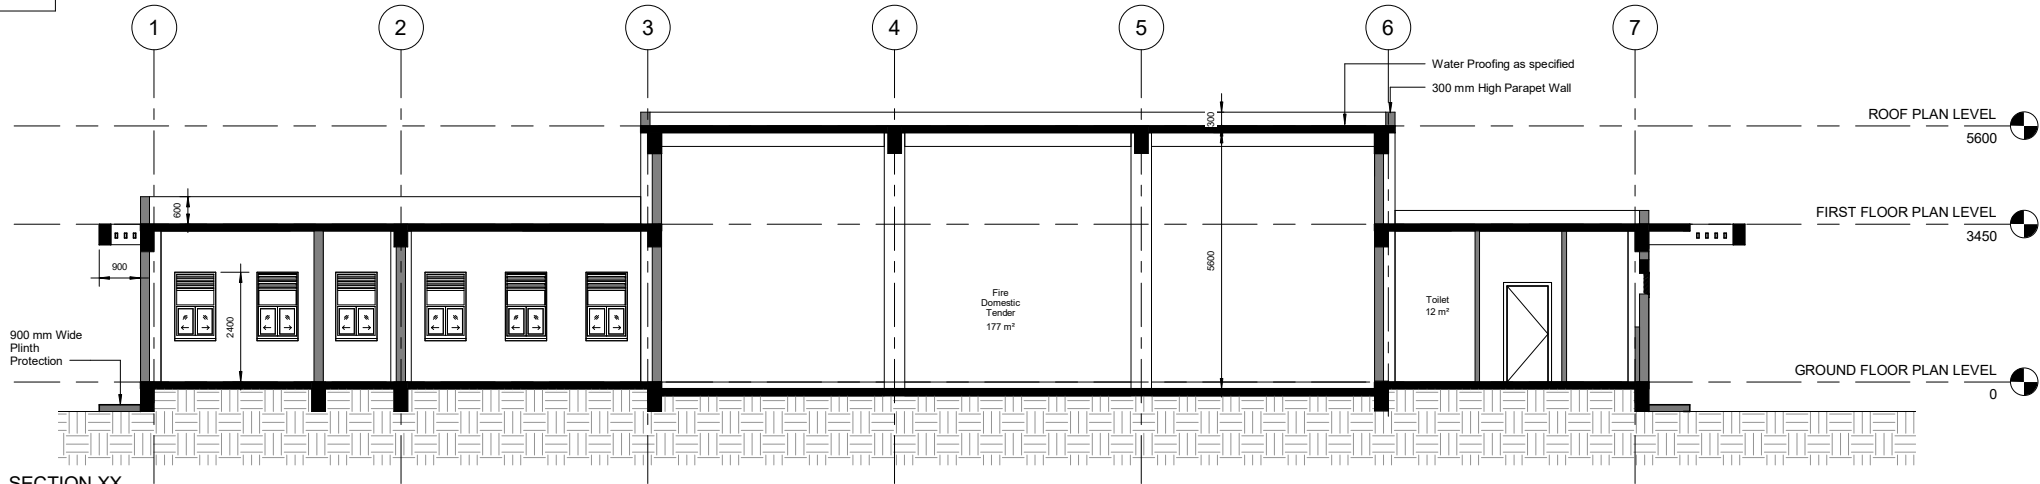 1
2
3
4
5
6
7
Water Proofing as specified
300 mm High Parapet Wall
ROOF PLAN LEVEL
5600
300
FIRST FLOOR PLAN LEVEL
3450
600
900
2400
5600
Fire
Domestic
Tender
177 m²
Toilet
12 m²
900 mm Wide
Plinth
Protection
GROUND FLOOR PLAN LEVEL
0
SECTION XX